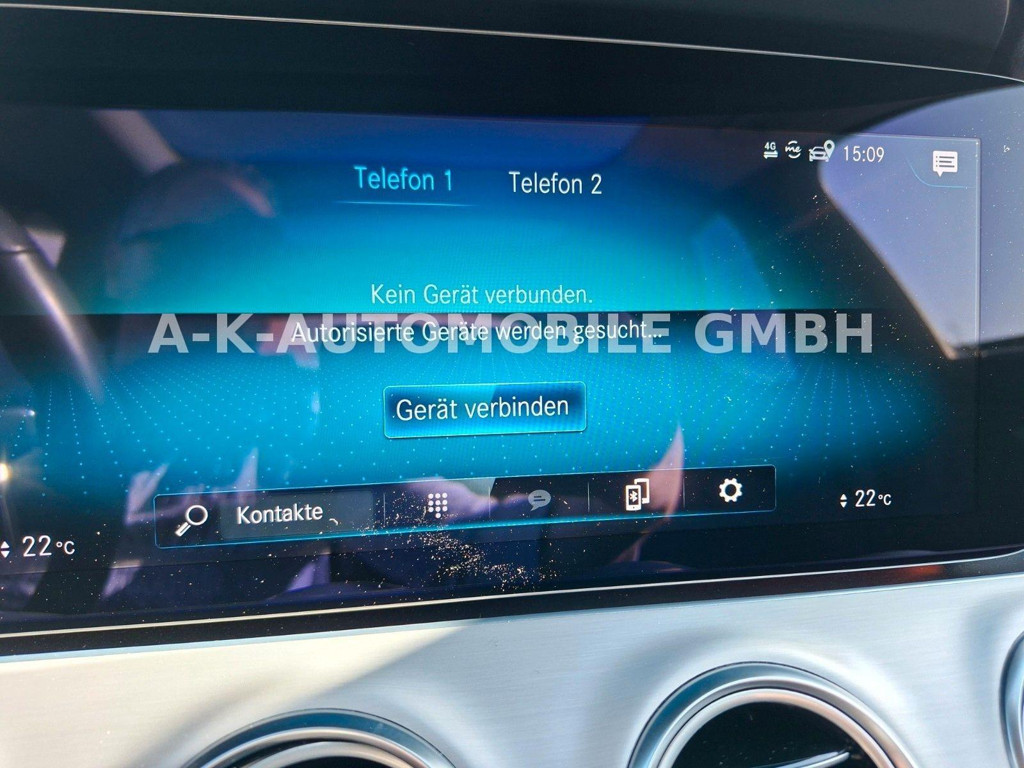 4G me 15:09
Telefon 1 Telefon 2
Kein Gerät verbunden.
Autorisierte Geräte werden gesucht...
A-K-AUTOMOBILE GMBH
Gerät verbinden
Kontakte
22°C
22°C